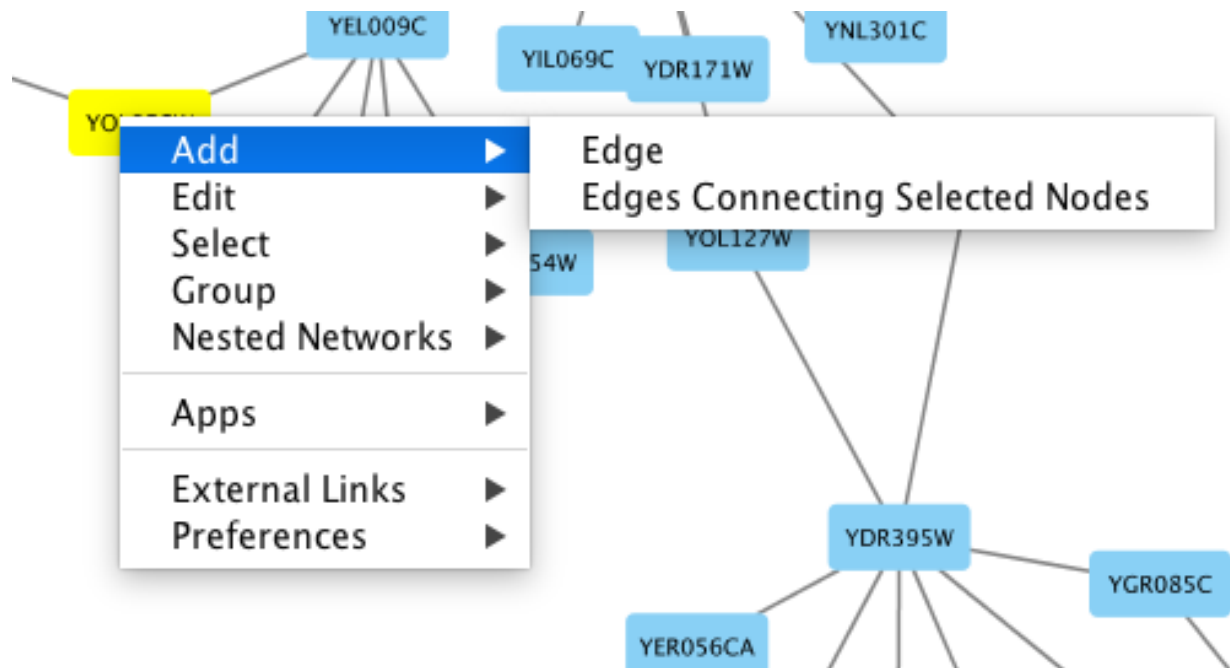 YEL009C
YIL069C
YDR171W
YNL301C
Add
Edit
Select
Group
Nested Networks
Apps
External Links
Preferences
Edge
Edges Connecting Selected Nodes
YOL127W
54W
YDR395W
YGR085C
YER056CA